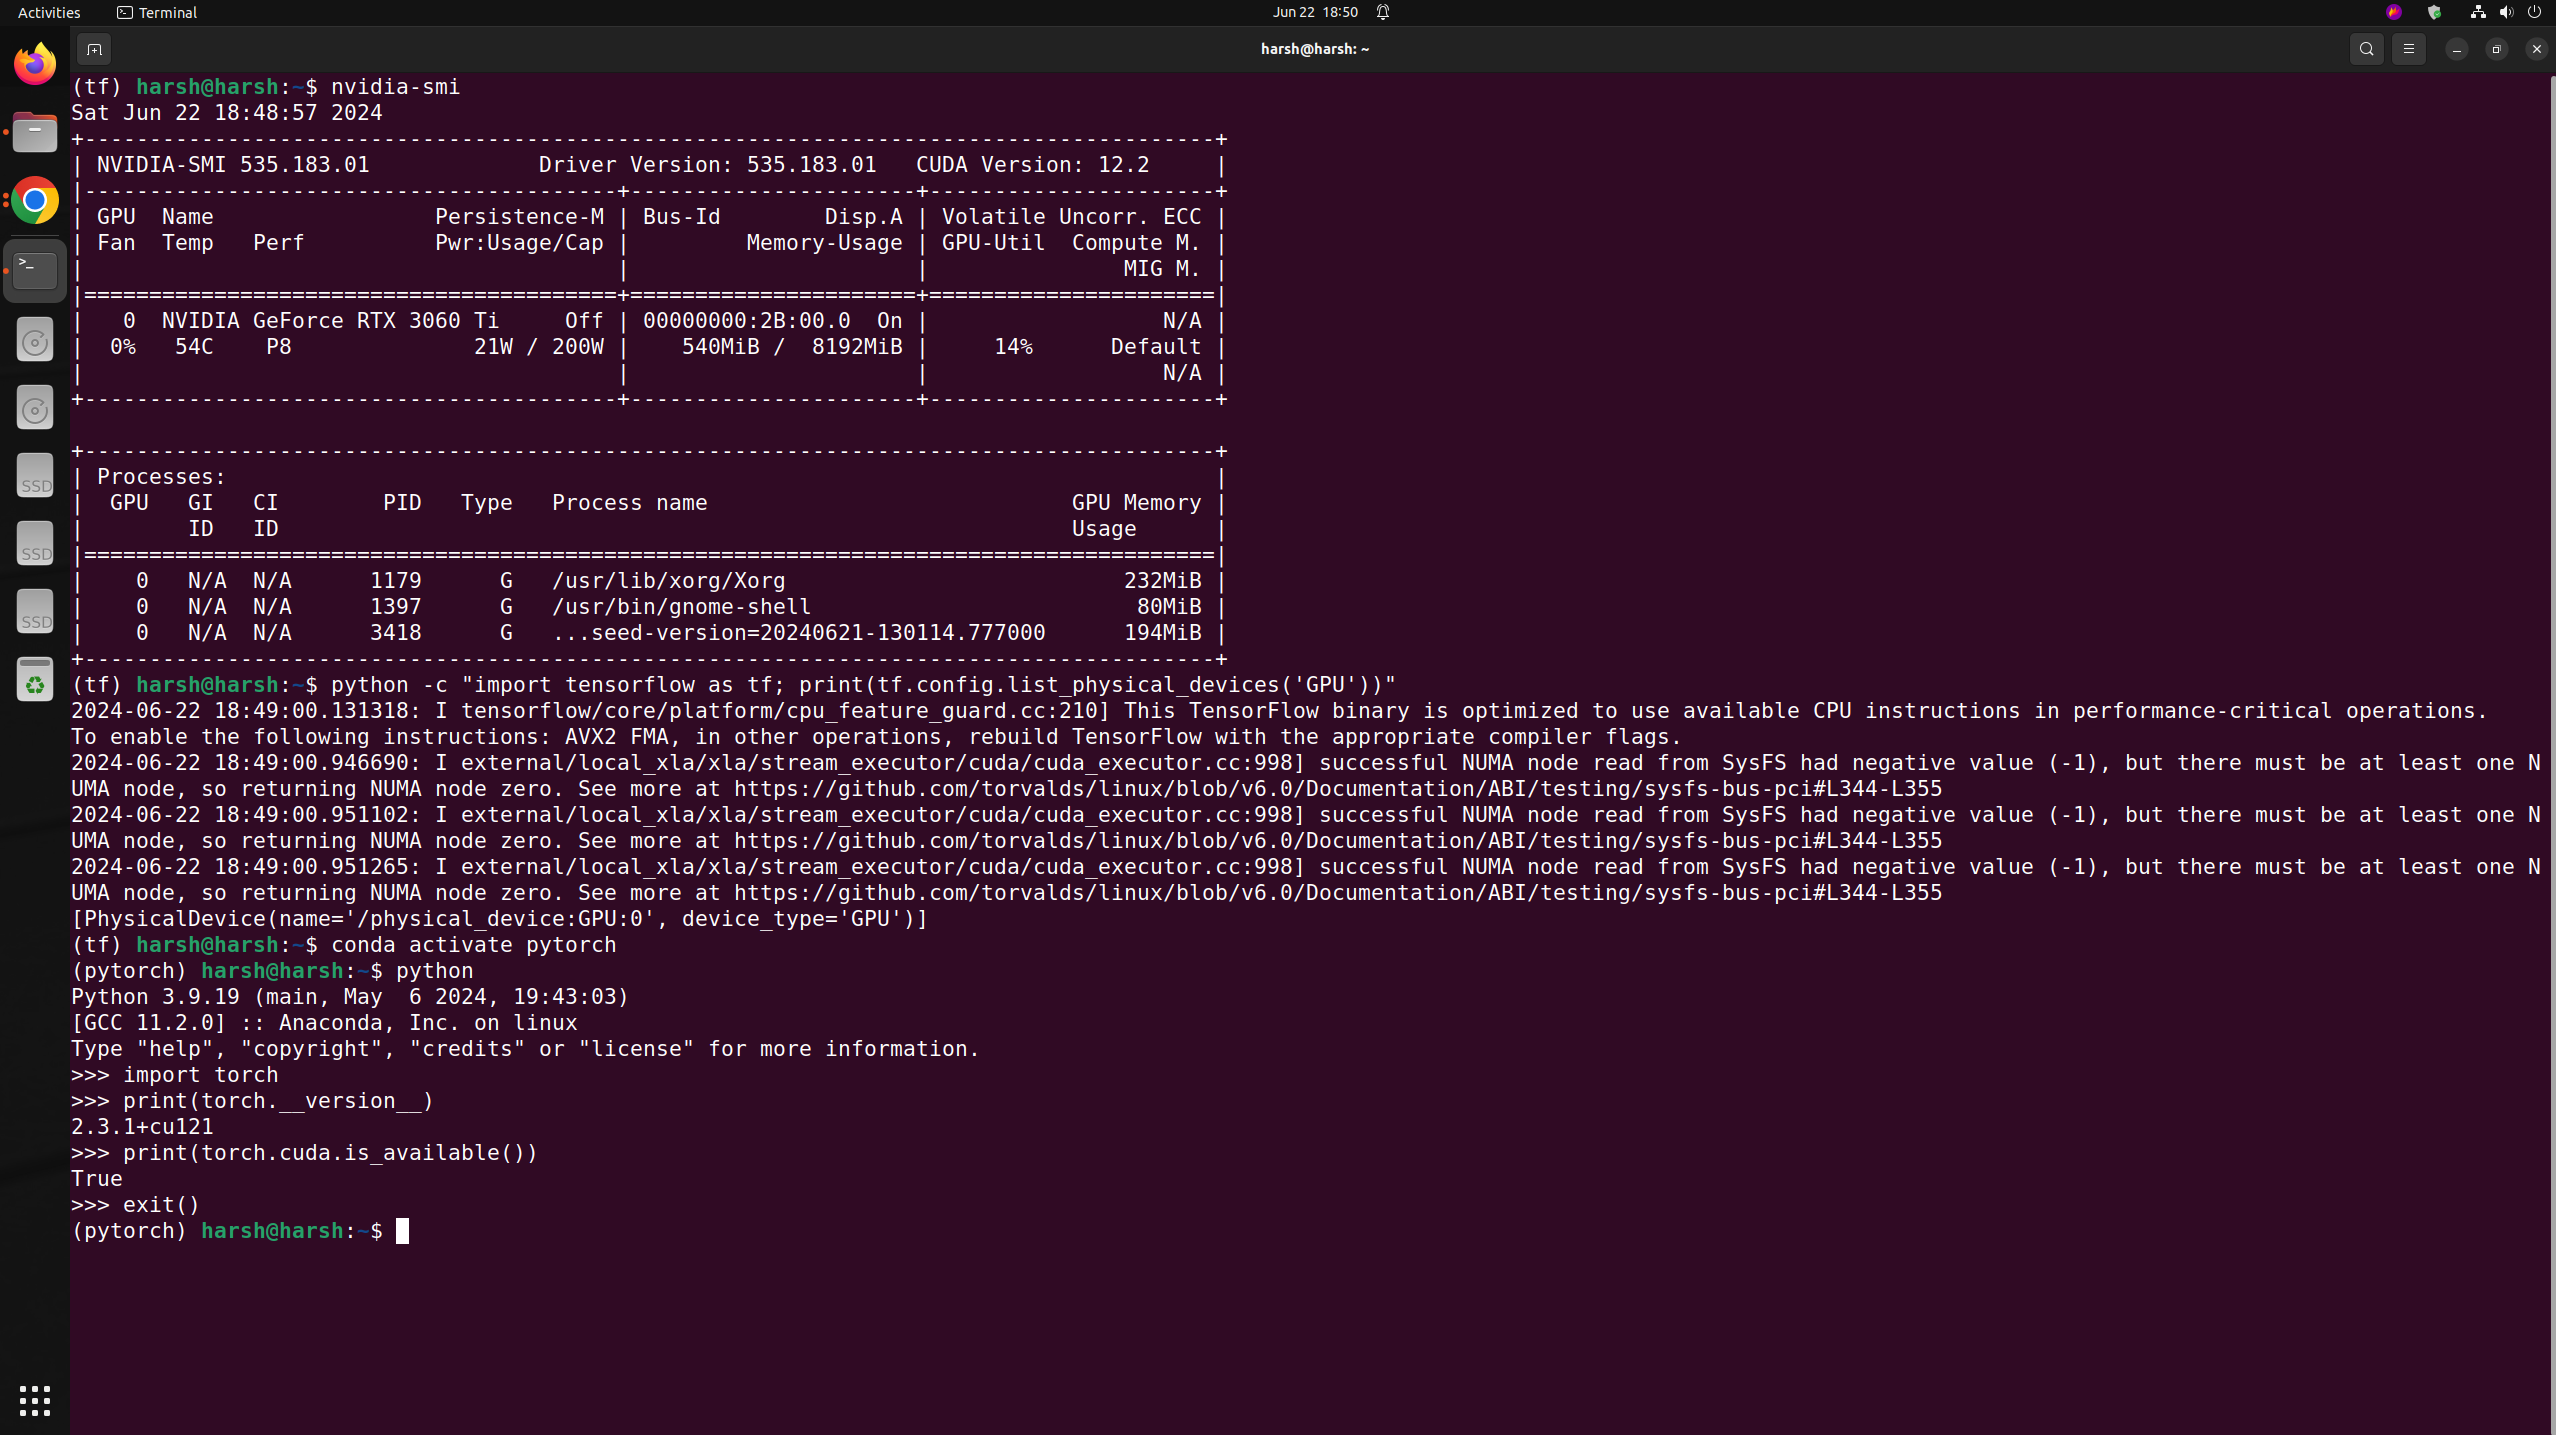 Activities Terminal Jun 22 18:50
harsh@harsh: ~
(tf) harsh@harsh:~$ nvidia-smi
Sat Jun 22 18:48:57 2024
+---------------------------------------------------------------------------------------+
| NVIDIA-SMI 535.183.01             Driver Version: 535.183.01   CUDA Version: 12.2     |
|-----------------------------------------+----------------------+----------------------+
| GPU  Name                 Persistence-M | Bus-Id        Disp.A | Volatile Uncorr. ECC |
| Fan  Temp   Perf          Pwr:Usage/Cap |         Memory-Usage | GPU-Util  Compute M. |
|                                         |                      |               MIG M. |
|=========================================+======================+======================|
|   0  NVIDIA GeForce RTX 3060 Ti     Off | 00000000:2B:00.0  On |                  N/A |
|  0%   54C    P8              21W / 200W |    540MiB /  8192MiB |     14%      Default |
|                                         |                      |                  N/A |
+-----------------------------------------+----------------------+----------------------+
+---------------------------------------------------------------------------------------+
| Processes:                                                                            |
|  GPU   GI   CI        PID   Type   Process name                            GPU Memory |
|        ID   ID                                                             Usage      |
|=======================================================================================|
|    0   N/A  N/A      1179      G   /usr/lib/xorg/Xorg                          232MiB |
|    0   N/A  N/A      1397      G   /usr/bin/gnome-shell                         80MiB |
|    0   N/A  N/A      3418      G   ...seed-version=20240621-130114.777000      194MiB |
+---------------------------------------------------------------------------------------+
(tf) harsh@harsh:~$ python -c "import tensorflow as tf; print(tf.config.list_physical_devices('GPU'))"
2024-06-22 18:49:00.131318: I tensorflow/core/platform/cpu_feature_guard.cc:210] This TensorFlow binary is optimized to use available CPU instructions in performance-critical operations.
To enable the following instructions: AVX2 FMA, in other operations, rebuild TensorFlow with the appropriate compiler flags.
2024-06-22 18:49:00.946690: I external/local_xla/xla/stream_executor/cuda/cuda_executor.cc:998] successful NUMA node read from SysFS had negative value (-1), but there must be at least one N
UMA node, so returning NUMA node zero. See more at https://github.com/torvalds/linux/blob/v6.0/Documentation/ABI/testing/sysfs-bus-pci#L344-L355
2024-06-22 18:49:00.951102: I external/local_xla/xla/stream_executor/cuda/cuda_executor.cc:998] successful NUMA node read from SysFS had negative value (-1), but there must be at least one N
UMA node, so returning NUMA node zero. See more at https://github.com/torvalds/linux/blob/v6.0/Documentation/ABI/testing/sysfs-bus-pci#L344-L355
2024-06-22 18:49:00.951265: I external/local_xla/xla/stream_executor/cuda/cuda_executor.cc:998] successful NUMA node read from SysFS had negative value (-1), but there must be at least one N
UMA node, so returning NUMA node zero. See more at https://github.com/torvalds/linux/blob/v6.0/Documentation/ABI/testing/sysfs-bus-pci#L344-L355
[PhysicalDevice(name='/physical_device:GPU:0', device_type='GPU')]
(tf) harsh@harsh:~$ conda activate pytorch
(pytorch) harsh@harsh:~$ python
Python 3.9.19 (main, May  6 2024, 19:43:03)
[GCC 11.2.0] :: Anaconda, Inc. on linux
Type "help", "copyright", "credits" or "license" for more information.
>>> import torch
>>> print(torch.__version__)
2.3.1+cu121
>>> print(torch.cuda.is_available())
True
>>> exit()
(pytorch) harsh@harsh:~$
SSD
SSD
SSD